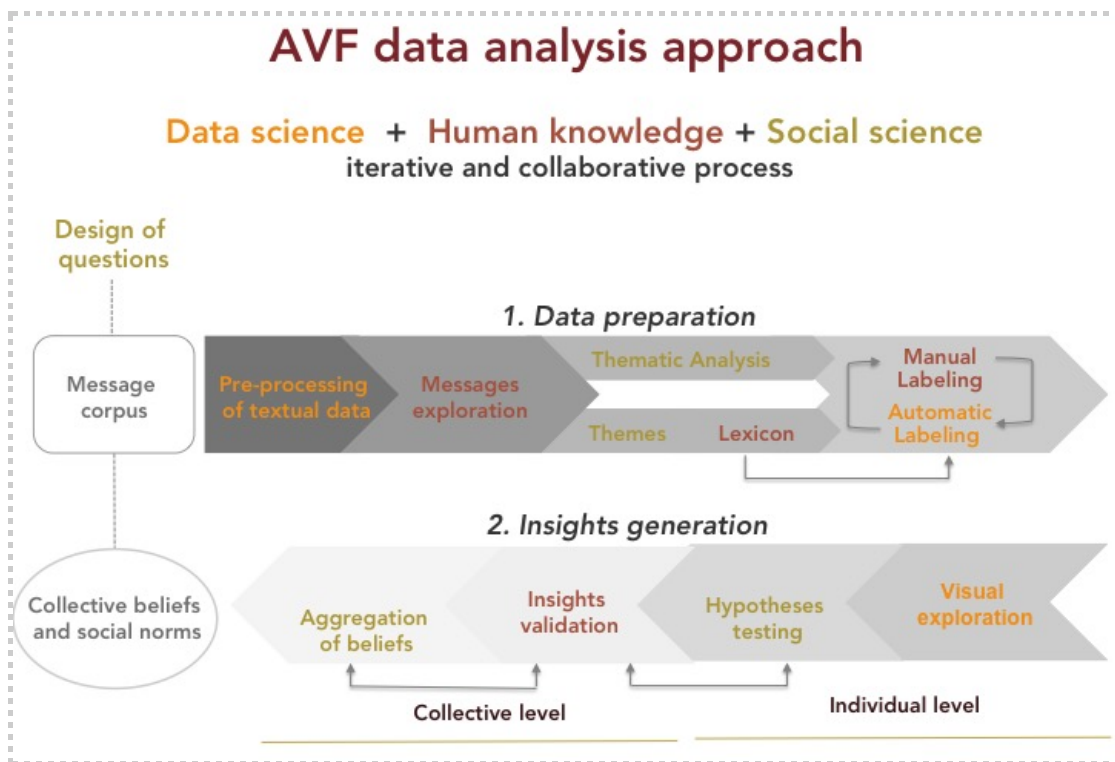 AVF data analysis approach
Data science + Human knowledge + Social science
iterative and collaborative process
Design of
questions
Message
corpus
1. Data preparation
Pre-processing
of textual data
Messages
exploration
Thematic Analysis
Themes
Lexicon
Manual
Labeling
Automatic
Labeling
2. Insights generation
Collective beliefs
and social norms
Aggregation
of beliefs
Insights
validation
Hypotheses
testing
Visual
exploration
Collective level
Individual level